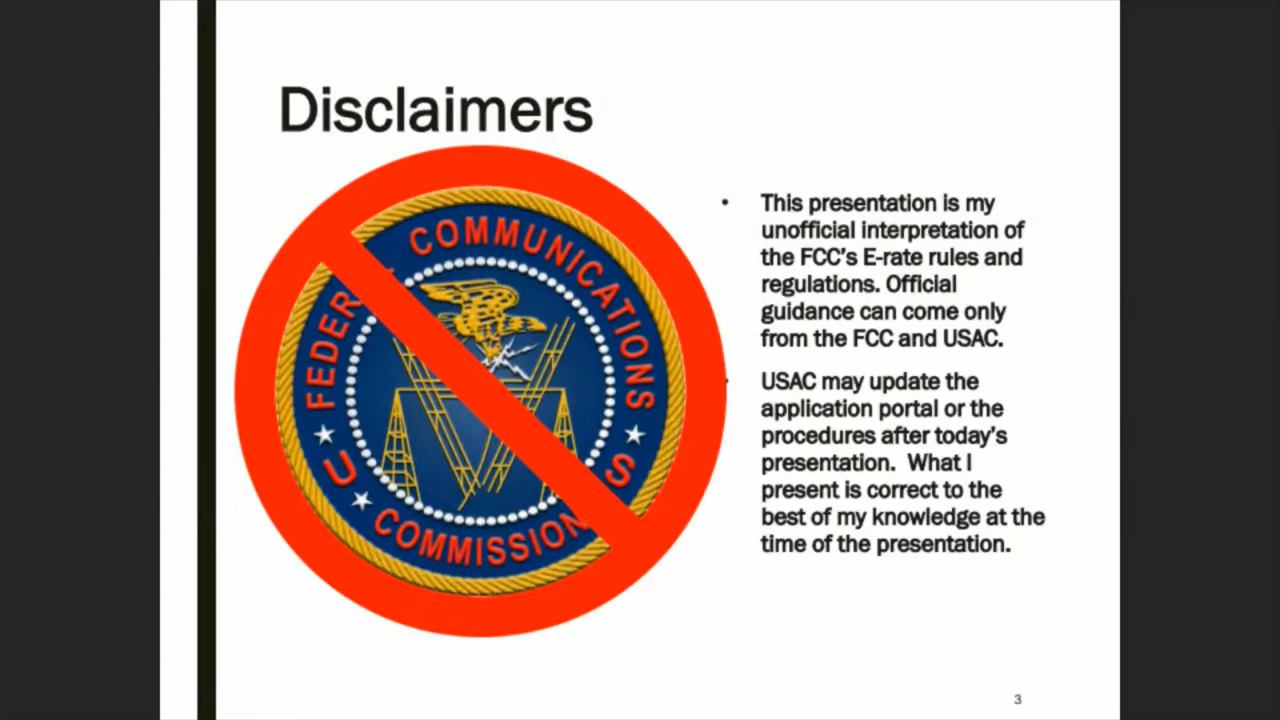 Disclaimers
FEDERAL COMMUNICATIONS
U S
COMMISSION
• This presentation is my
unofficial interpretation of
the FCC's E-rate rules and
regulations. Official
guidance can come only
from the FCC and USAC.
• USAC may update the
application portal or the
procedures after today's
presentation.  What I
present is correct to the
best of my knowledge at the
time of the presentation.
3